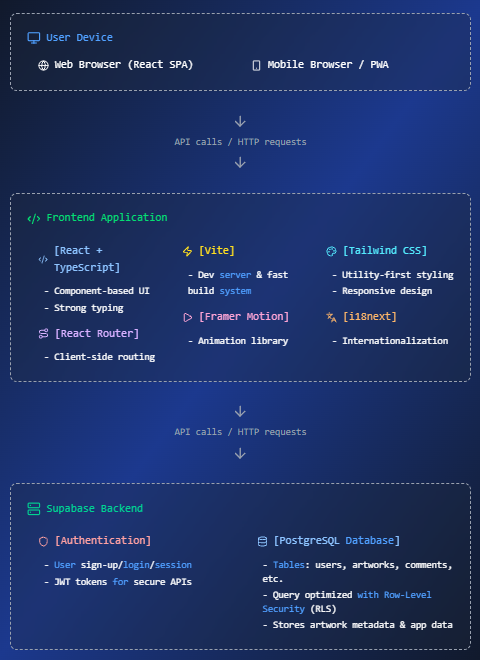 User Device
Web Browser (React SPA)
Mobile Browser / PWA
API calls / HTTP requests
Frontend Application
[React +
TypeScript]
- Component-based UI
- Strong typing
[Vite]
- Dev server & fast
build system
[Tailwind CSS]
- Utility-first styling
- Responsive design
[React Router]
- Client-side routing
[Framer Motion]
- Animation library
[i18next]
- Internationalization
API calls / HTTP requests
Supabase Backend
[Authentication]
- User sign-up/login/session
- JWT tokens for secure APIs
[PostgreSQL Database]
- Tables: users, artworks, comments,
etc.
- Query optimized with Row-Level
Security (RLS)
- Stores artwork metadata & app data